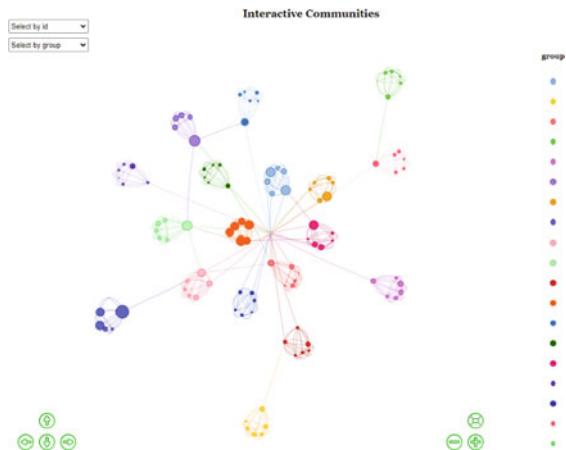 Interactive Communities
Select by id
Select by group
group